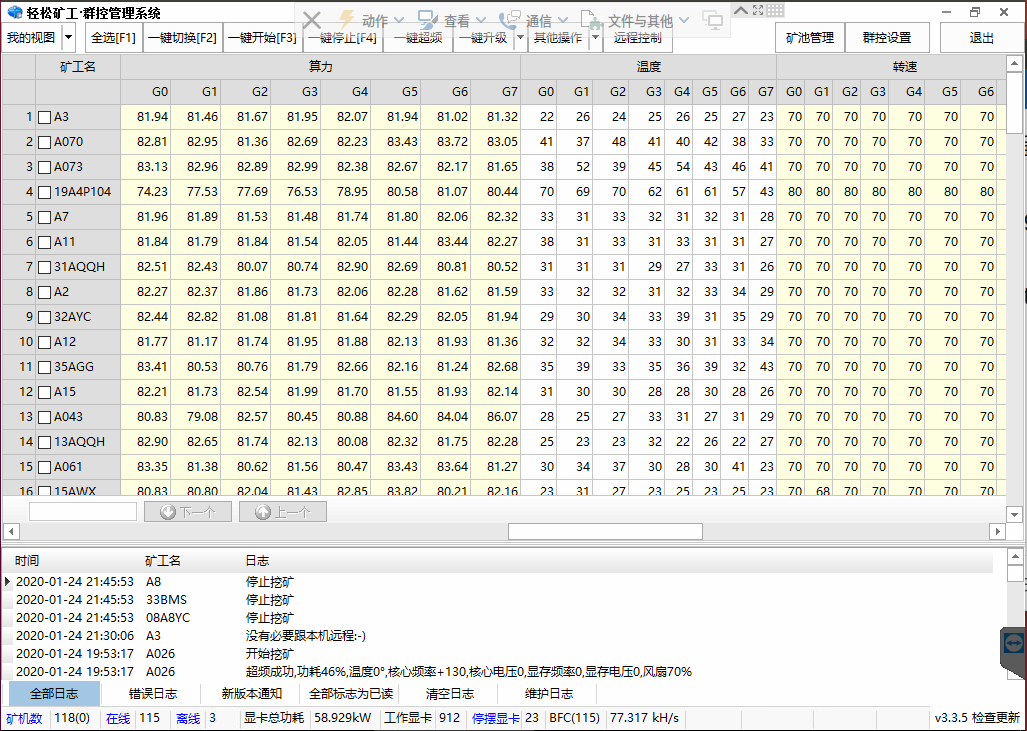 轻松矿工·群控管理系统
动作 查看 通信 文件与其他
我的视图 全选[F1] 一键切换[F2] 一键开始[F3] 一键停止[F4] 一键超频 一键升级 其他操作 远程控制 矿池管理 群控设置 退出
矿工名 算力 温度 转速
G0 G1 G2 G3 G4 G5 G6 G7 G0 G1 G2 G3 G4 G5 G6 G7 G0 G1 G2 G3 G4 G5 G6
1 A3 81.94 81.46 81.67 81.95 82.07 81.94 81.02 81.32 22 26 24 25 26 25 27 23 70 70 70 70 70 70 70
2 A070 82.81 82.95 81.36 82.69 82.23 83.43 83.72 83.05 41 37 48 41 40 42 38 33 70 70 70 70 70 70 70
3 A073 83.13 82.96 82.89 82.99 82.38 82.67 82.17 81.65 38 52 39 45 54 43 46 41 70 70 70 70 70 70 70
4 19A4P104 74.23 77.53 77.69 76.53 78.95 80.58 81.07 80.44 70 69 70 62 61 61 57 43 80 80 80 80 80 80 80
5 A7 81.96 81.89 81.53 81.48 81.74 81.80 82.06 82.32 33 31 33 32 31 32 31 28 70 70 70 70 70 70 70
6 A11 81.84 81.79 81.84 81.54 82.05 81.44 83.44 82.27 38 31 33 31 33 31 31 27 70 70 70 70 70 70 70
7 31AQQH 82.51 82.43 80.07 80.74 82.90 82.69 80.81 80.52 31 31 31 29 27 33 31 26 70 70 70 70 70 70 70
8 A2 82.27 82.37 81.86 81.73 82.06 82.28 81.62 81.59 33 32 32 31 32 33 34 29 70 70 70 70 70 70 70
9 32AYC 82.44 82.82 81.08 81.81 81.64 82.29 82.05 81.94 29 30 34 33 39 31 35 29 70 70 70 70 70 70 70
10 A12 81.77 81.17 81.74 81.95 81.88 82.13 81.93 81.36 32 32 34 33 30 31 33 34 70 70 70 70 70 70 70
11 35AGG 83.41 80.53 80.76 81.79 82.66 82.16 81.24 82.68 35 39 33 35 36 39 32 43 70 70 70 70 70 70 70
12 A15 82.21 81.73 82.54 81.99 81.70 81.55 81.93 82.14 31 30 30 28 28 30 28 26 70 70 70 70 70 70 70
13 A043 80.83 79.08 82.57 80.45 80.88 84.60 84.04 86.07 28 25 27 33 31 27 31 29 70 70 70 70 70 70 70
14 13AQQH 82.90 82.65 81.74 82.13 80.08 82.32 81.75 82.28 25 23 23 32 22 26 22 27 70 70 70 70 70 70 70
15 A061 83.35 81.38 80.62 81.56 80.47 83.43 83.64 81.27 30 34 37 30 28 30 41 23 70 70 70 70 70 70 70
16 15AWX 80.83 80.80 82.04 81.43 82.85 83.82 80.21 82.16 23 31 27 23 25 23 25 23 70 68 70 70 70 70 70
下一个 上一个
时间 矿工名 日志
2020-01-24 21:45:53 A8 停止挖矿
2020-01-24 21:45:53 33BMS 停止挖矿
2020-01-24 21:45:53 08A8YC 停止挖矿
2020-01-24 21:30:06 A3 没有必要跟本机远程:-)
2020-01-24 19:53:17 A026 开始挖矿
2020-01-24 19:53:17 A026 超频成功,功耗46%,温度0°,核心频率+130,核心电压0,显存频率0,显存电压0,风扇70%
全部日志 错误日志 新版本通知 全部标志为已读 清空日志 维护日志
矿机数 118(0) 在线 115 离线 3 显卡总功耗 58.929kW 工作显卡 912 停摆显卡 23 BFC(115) 77.317 kH/s v3.3.5 检查更新